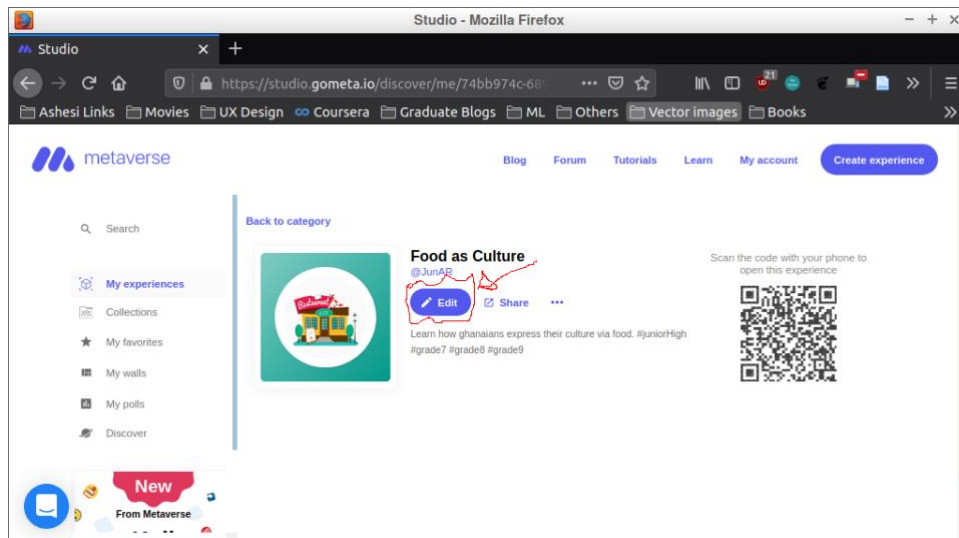 Studio - Mozilla Firefox
Studio
https://studio.gometa.io/discover/me/74bb974c-68
21
Ashesi Links Movies UX Design Coursera Graduate Blogs ML Others Vector images Books
metaverse
Blog Forum Tutorials Learn My account Create experience
Search
My experiences
Collections
My favorites
My walls
My polls
Discover
New
From Metaverse
Back to category
Food as Culture
@JunAR
Edit Share
Learn how ghanaians express their culture via food. #juniorHigh
#grade7 #grade8 #grade9
Restaurant
Scan the code with your phone to
open this experience